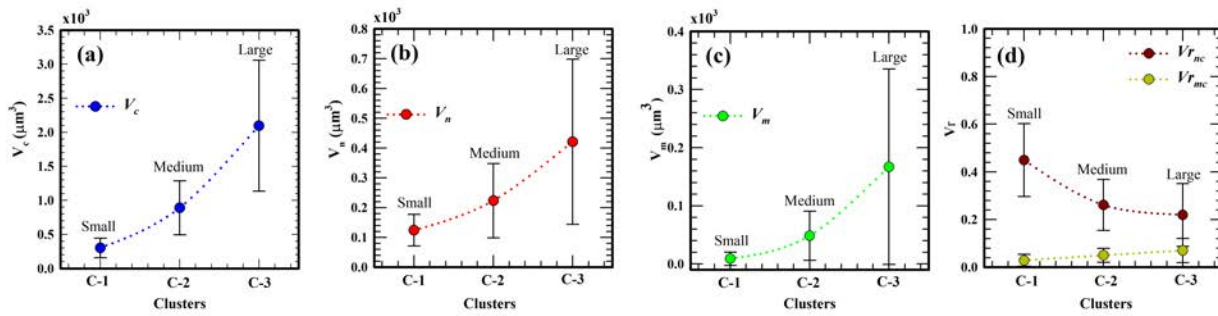 x10³
(a)
Large
V_c
Medium
Small
V_c (μm³)
3.5
3.0
2.5
2.0
1.5
1.0
0.5
0.0
C-1 C-2 C-3
Clusters
x10³
(b)
Large
V_n
Medium
Small
V_n (μm³)
0.8
0.7
0.6
0.5
0.4
0.3
0.2
0.1
0.0
C-1 C-2 C-3
Clusters
x10³
(c)
Large
V_m
Medium
Small
V_m (μm³)
0.4
0.3
0.2
0.1
0.0
C-1 C-2 C-3
Clusters
(d)
Vr_nc
Vr_mc
Small
Medium
Large
Vr
1.0
0.8
0.6
0.4
0.2
0.0
C-1 C-2 C-3
Clusters